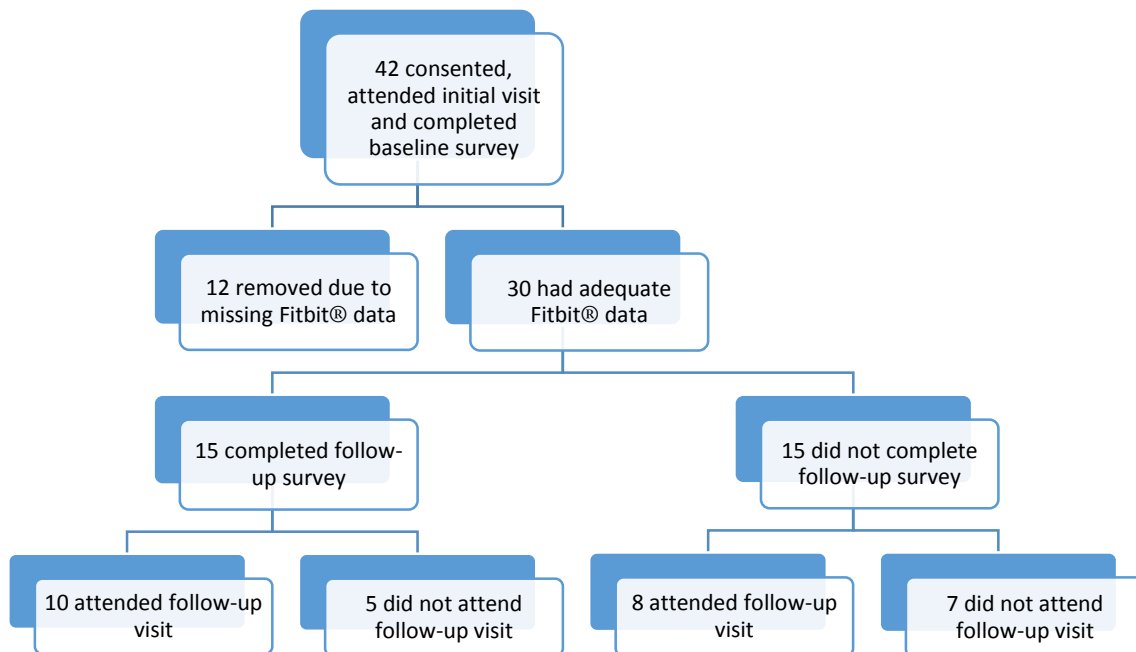 42 consented,
attended initial visit
and completed
baseline survey
12 removed due to
missing Fitbit® data
30 had adequate
Fitbit® data
15 completed follow-
up survey
15 did not complete
follow-up survey
10 attended follow-up
visit
5 did not attend
follow-up visit
8 attended follow-up
visit
7 did not attend
follow-up visit